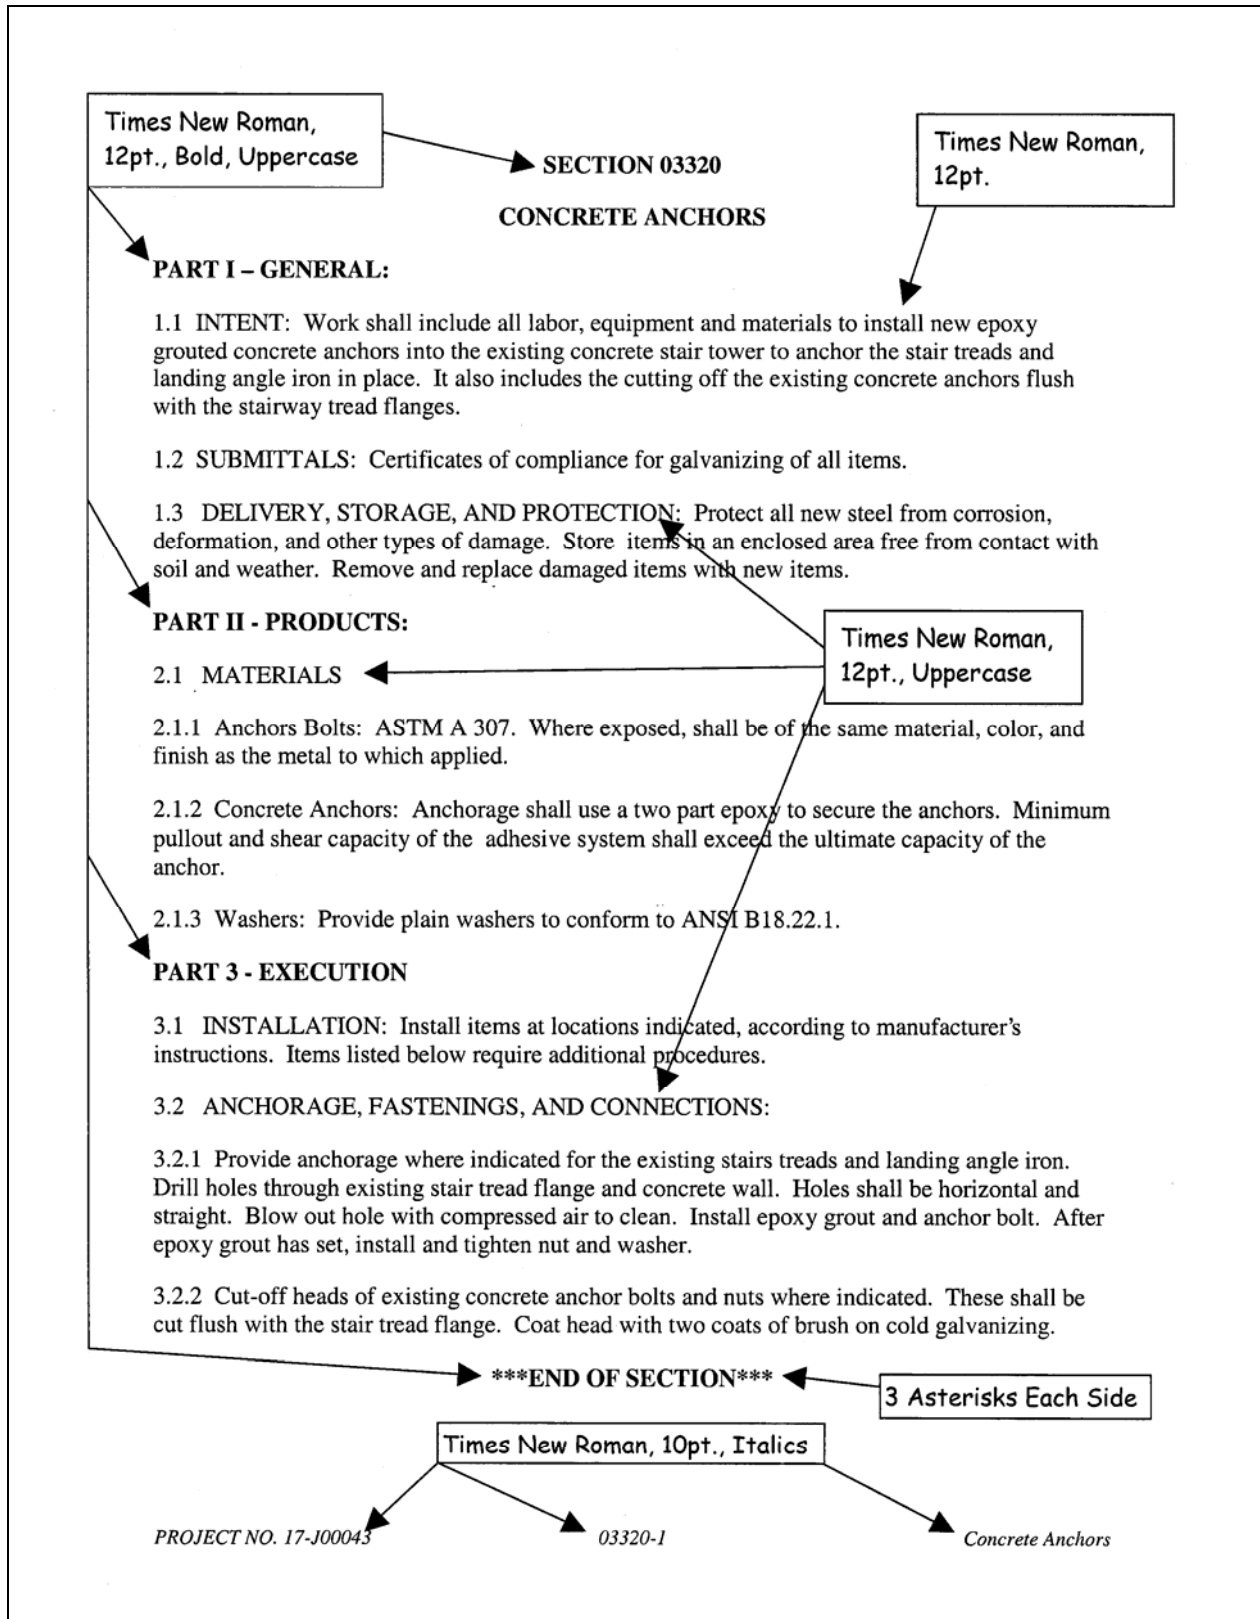 Times New Roman,
12pt., Bold, Uppercase
Times New Roman,
12pt.
SECTION 03320
CONCRETE ANCHORS
PART I – GENERAL:
1.1 INTENT: Work shall include all labor, equipment and materials to install new epoxy
grouted concrete anchors into the existing concrete stair tower to anchor the stair treads and
landing angle iron in place. It also includes the cutting off the existing concrete anchors flush
with the stairway tread flanges.
1.2 SUBMITTALS: Certificates of compliance for galvanizing of all items.
1.3 DELIVERY, STORAGE, AND PROTECTION: Protect all new steel from corrosion,
deformation, and other types of damage. Store items in an enclosed area free from contact with
soil and weather. Remove and replace damaged items with new items.
PART II - PRODUCTS:
Times New Roman,
12pt., Uppercase
2.1 MATERIALS
2.1.1 Anchors Bolts: ASTM A 307. Where exposed, shall be of the same material, color, and
finish as the metal to which applied.
2.1.2 Concrete Anchors: Anchorage shall use a two part epoxy to secure the anchors. Minimum
pullout and shear capacity of the adhesive system shall exceed the ultimate capacity of the
anchor.
2.1.3 Washers: Provide plain washers to conform to ANSI B18.22.1.
PART 3 - EXECUTION
3.1 INSTALLATION: Install items at locations indicated, according to manufacturer's
instructions. Items listed below require additional procedures.
3.2 ANCHORAGE, FASTENINGS, AND CONNECTIONS:
3.2.1 Provide anchorage where indicated for the existing stairs treads and landing angle iron.
Drill holes through existing stair tread flange and concrete wall. Holes shall be horizontal and
straight. Blow out hole with compressed air to clean. Install epoxy grout and anchor bolt. After
epoxy grout has set, install and tighten nut and washer.
3.2.2 Cut-off heads of existing concrete anchor bolts and nuts where indicated. These shall be
cut flush with the stair tread flange. Coat head with two coats of brush on cold galvanizing.
***END OF SECTION***
3 Asterisks Each Side
Times New Roman, 10pt., Italics
PROJECT NO. 17-J00043
03320-1
Concrete Anchors